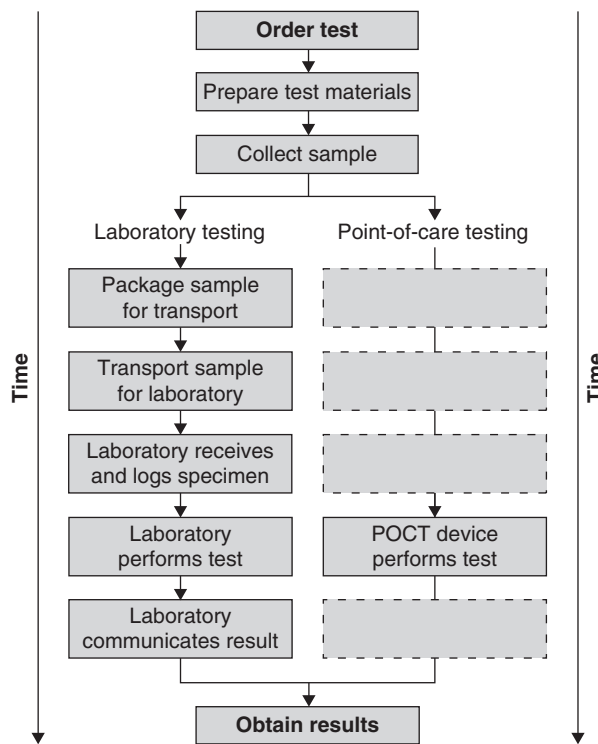 Order test
Prepare test materials
Collect sample
Laboratory testing
Point-of-care testing
Package sample
for transport
Transport sample
for laboratory
Laboratory receives
and logs specimen
Laboratory
performs test
POCT device
performs test
Laboratory
communicates result
Obtain results
Time
Time